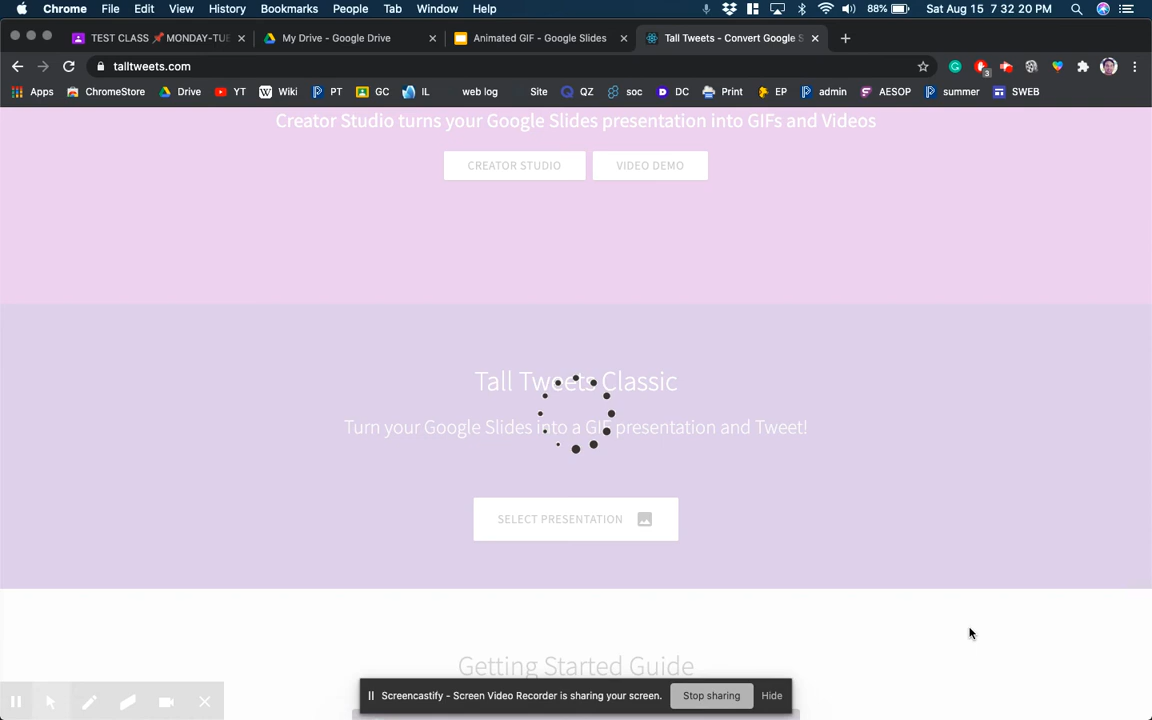 Chrome File Edit View History Bookmarks People Tab Window Help 88% Sat Aug 15 7 32 20 PM
TEST CLASS 📌 MONDAY-TUE My Drive - Google Drive Animated GIF - Google Slides Tall Tweets - Convert Google S
talltweets.com 3
Apps ChromeStore Drive YT Wiki PT GC IL web log Site QZ soc DC Print EP admin AESOP summer SWEB
Creator Studio turns your Google Slides presentation into GIFs and Videos
CREATOR STUDIO VIDEO DEMO
Tall Tweets Classic
Turn your Google Slides into a GIF presentation and Tweet!
SELECT PRESENTATION
Getting Started Guide
Screencastify - Screen Video Recorder is sharing your screen. Stop sharing Hide